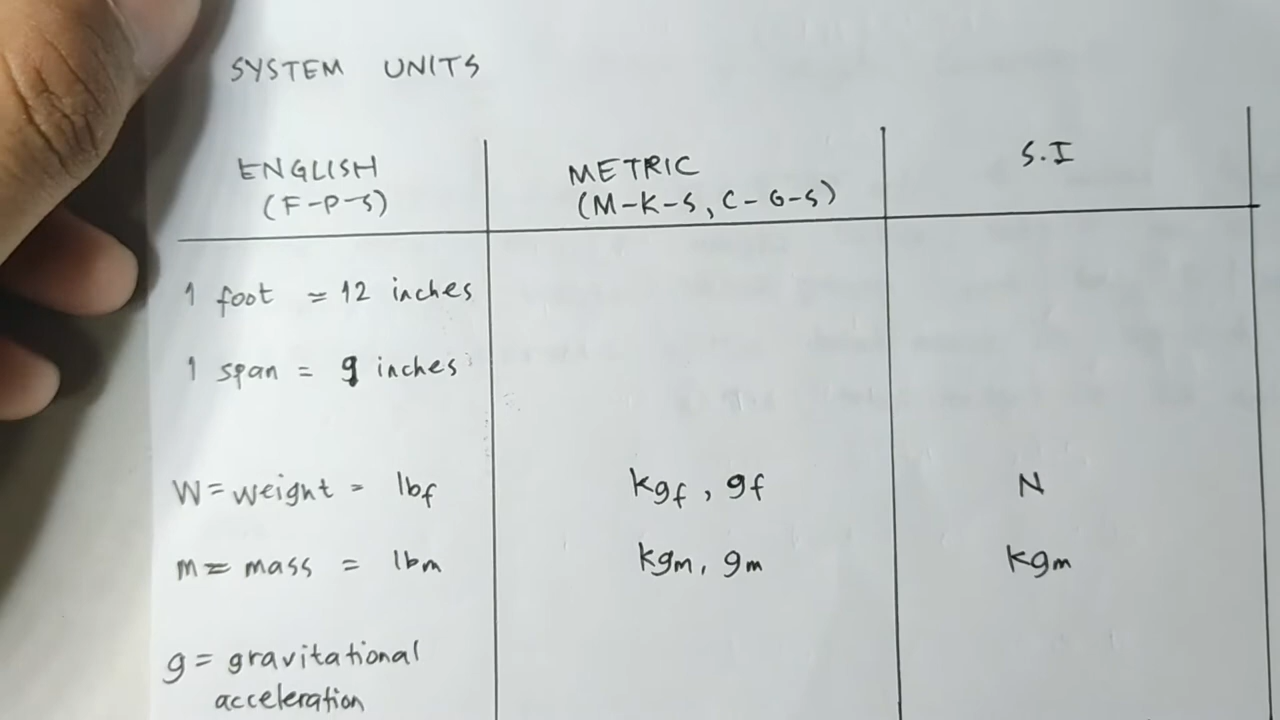 SYSTEM UNITS
ENGLISH METRIC S.I
(F-P-S) (M-K-S, C-G-S)
1 foot = 12 inches
1 span = 9 inches
W = weight = lbf kgf, gf N
m = mass = lbm kgm, gm kgm
g = gravitational
acceleration